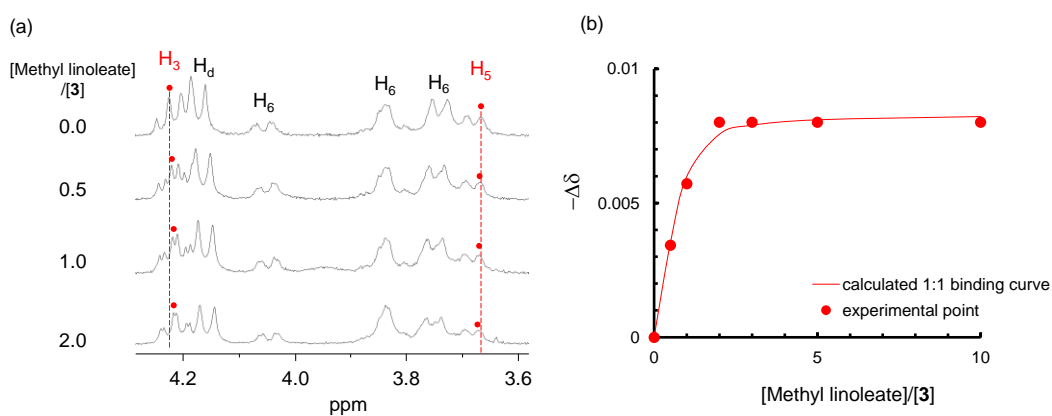 (a)
[Methyl linoleate]
/[3]
H3
Hd
H6
H6
H6
H5
0.0
0.5
1.0
2.0
4.2 4.0 3.8 3.6
ppm
(b)
−Δδ
0.01
0.005
0
0 5 10
calculated 1:1 binding curve
experimental point
[Methyl linoleate]/[3]